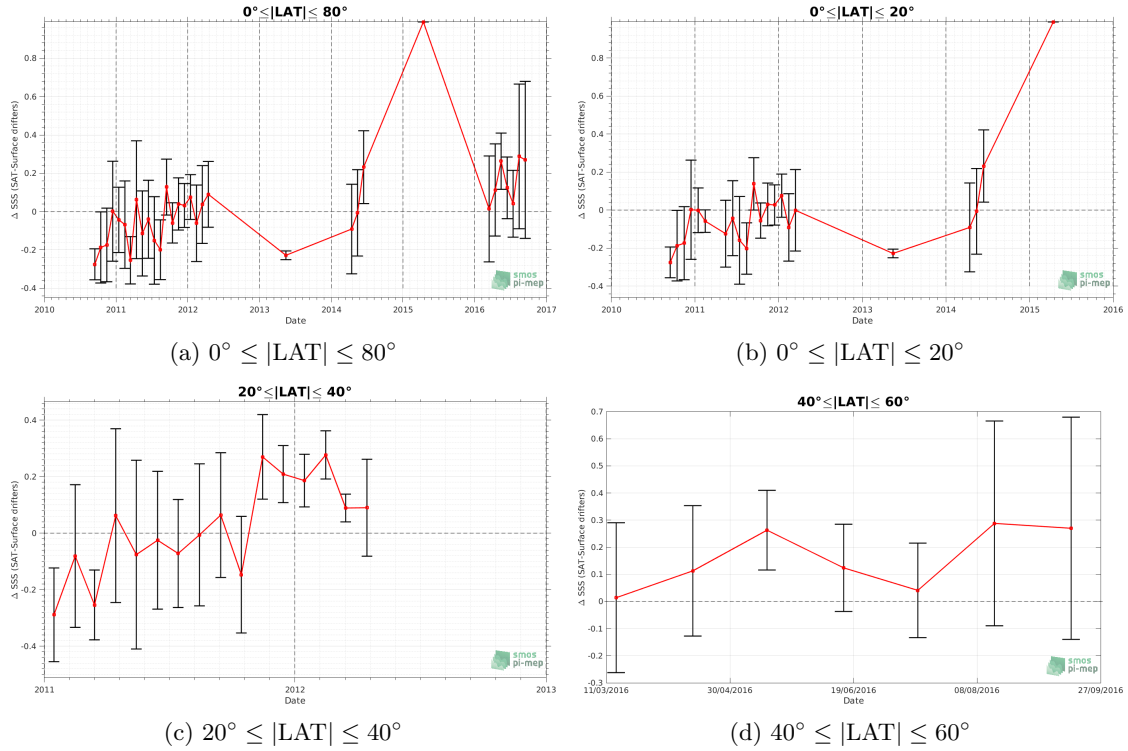 0°≤|LAT|≤ 80°
Δ SSS (SAT-Surface drifters)
0.8
0.6
0.4
0.2
0
-0.2
-0.4
2010
2011
2012
2013
2014
2015
2016
2017
Date
smos
pi-mep
(a) 0° ≤ |LAT| ≤ 80°
0°≤|LAT|≤ 20°
Δ SSS (SAT-Surface drifters)
0.8
0.6
0.4
0.2
0
-0.2
-0.4
2010
2011
2012
2013
2014
2015
2016
Date
smos
pi-mep
(b) 0° ≤ |LAT| ≤ 20°
20°≤|LAT|≤ 40°
Δ SSS (SAT-Surface drifters)
0.4
0.2
0
-0.2
-0.4
2011
2012
2013
Date
smos
pi-mep
(c) 20° ≤ |LAT| ≤ 40°
40°≤|LAT|≤ 60°
Δ SSS (SAT-Surface drifters)
0.7
0.6
0.5
0.4
0.3
0.2
0.1
0
-0.1
-0.2
-0.3
11/03/2016
30/04/2016
19/06/2016
08/08/2016
27/09/2016
Date
smos
pi-mep
(d) 40° ≤ |LAT| ≤ 60°